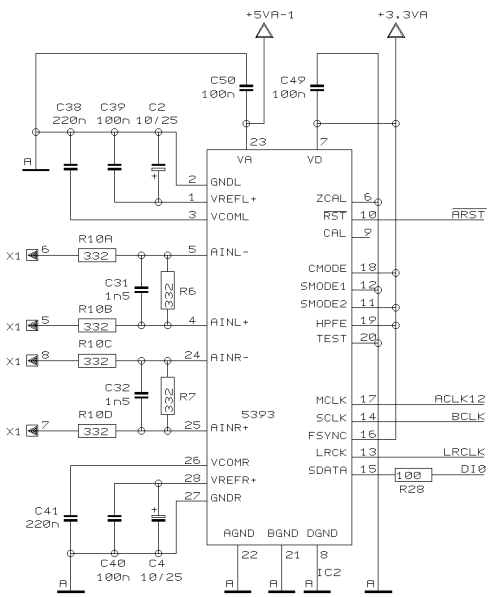 +5VA-1 +3.3VA
C50 100n C49 100n
C38 220n C39 100n C2 10/25
+
A
23 7
VA VD
2 GNDL
1 VREFL+
3 VCOML
ZCAL 6
RST 10 ARST
CAL 9
X1 6 R10A 332 5 AINL-
C31 1n5 332 R6
X1 5 R10B 332 4 AINL+
CMODE 18
SMODE1 12
SMODE2 11
HPFE 19
TEST 20
X1 8 R10C 332 24 AINR-
C32 1n5 332 R7
X1 7 R10D 332 25 AINR+
5393
MCLK 17 ACLK12
SCLK 14 BCLK
FSYNC 16
LRCK 13 LRCLK
SDATA 15 100 DI0
R28
26 VCOMR
28 VREFR+
27 GNDR
C41 220n
+
C40 100n C4 10/25
AGND BGND DGND
22 21 8
IC2
A A A A A